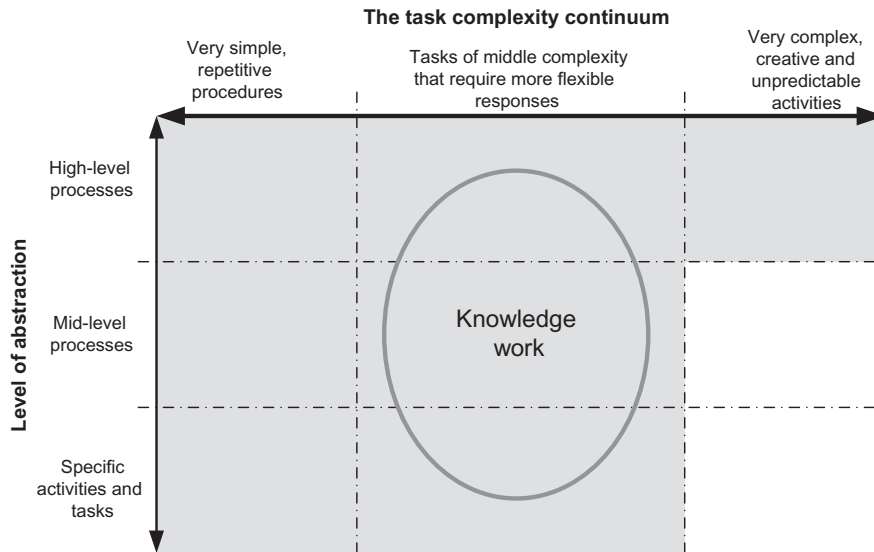 The task complexity continuum
Very simple,
repetitive
procedures
Tasks of middle complexity
that require more flexible
responses
Very complex,
creative and
unpredictable
activities
Level of abstraction
High-level
processes
Mid-level
processes
Specific
activities and
tasks
Knowledge
work